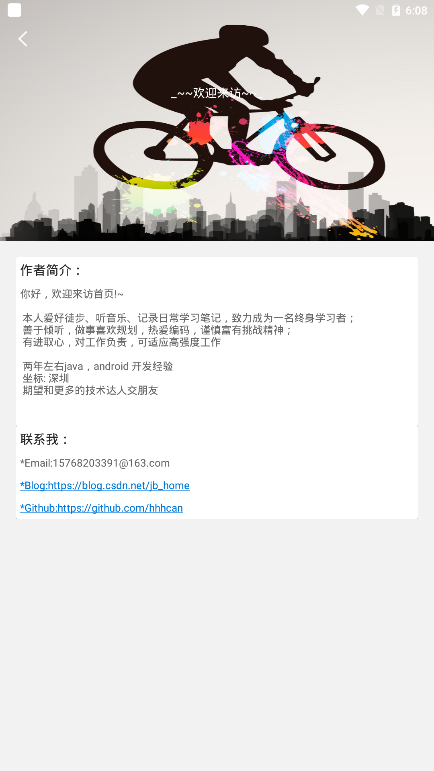 6:08
_~~欢迎来访~
作者简介：
你好，欢迎来访首页!~
本人爱好徒步、听音乐、记录日常学习笔记，致力成为一名终身学习者；
善于倾听，做事喜欢规划，热爱编码，谨慎富有挑战精神；
有进取心，对工作负责，可适应高强度工作
两年左右java，android 开发经验
坐标: 深圳
期望和更多的技术达人交朋友
联系我：
*Email:15768203391@163.com
*Blog:https://blog.csdn.net/jb_home
*Github:https://github.com/hhhcan